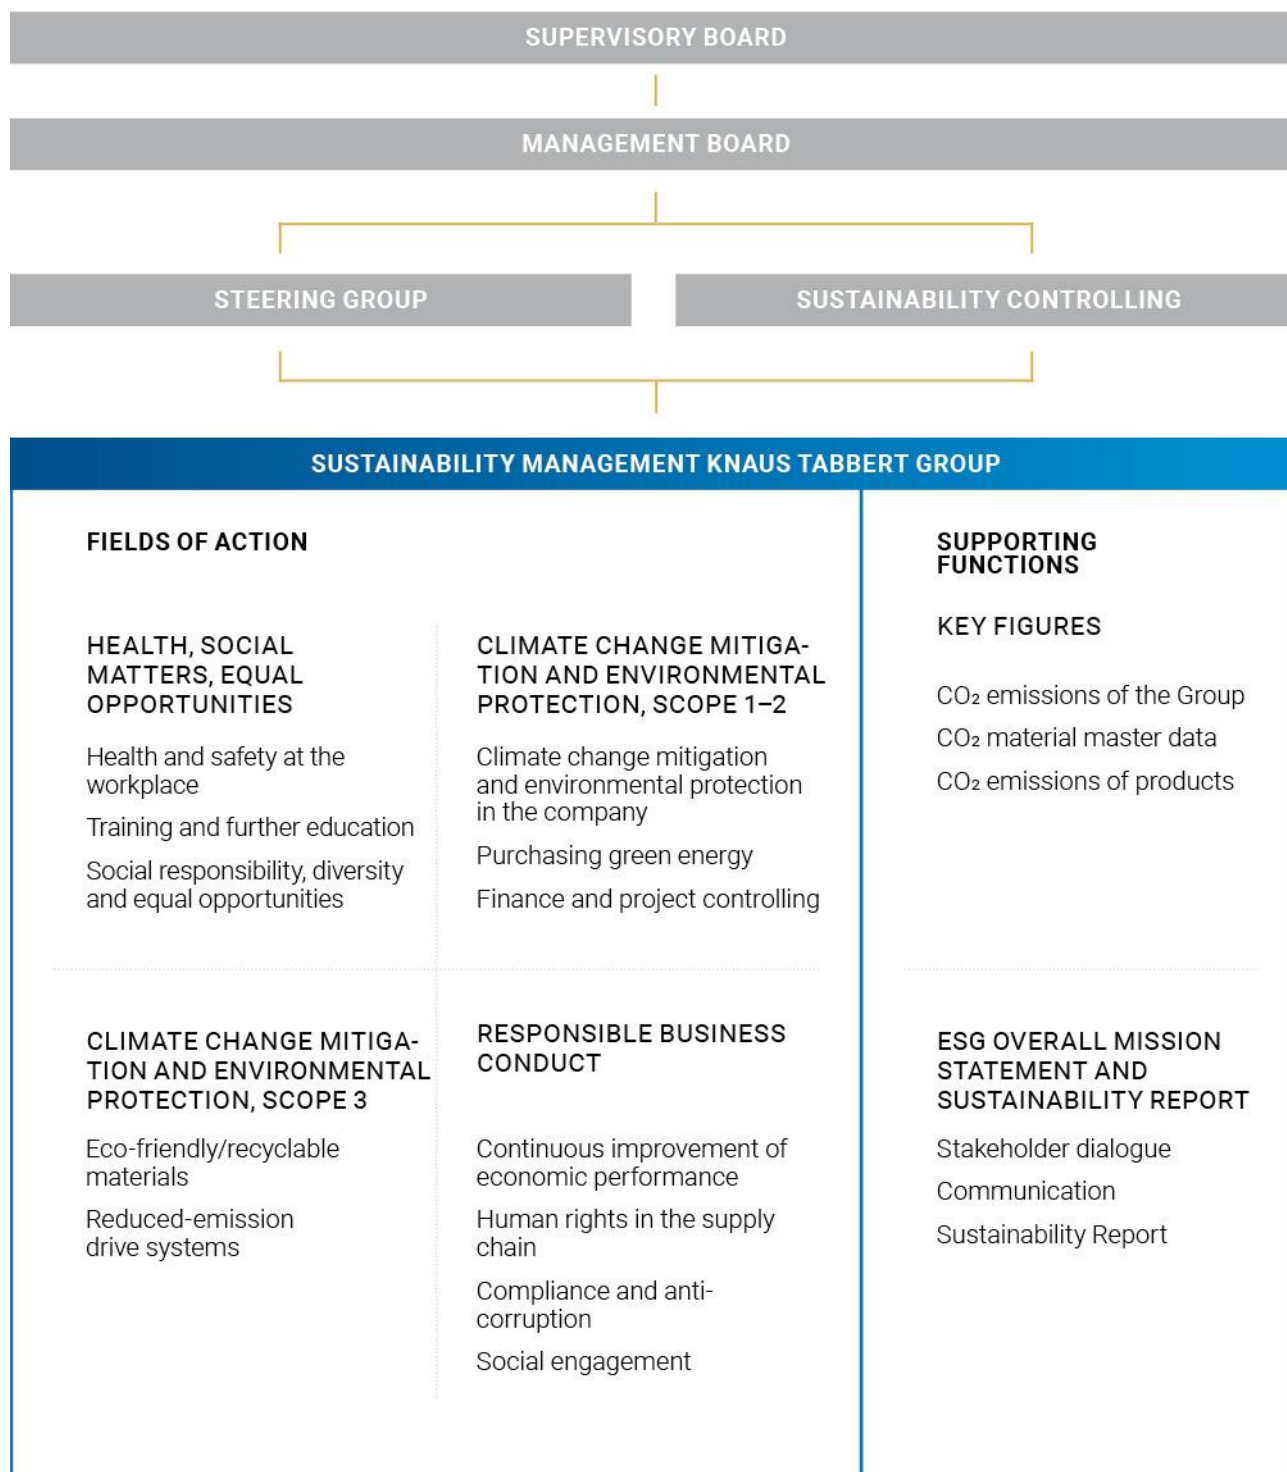 SUPERVISORY BOARD
MANAGEMENT BOARD
STEERING GROUP
SUSTAINABILITY CONTROLLING
SUSTAINABILITY MANAGEMENT KNAUS TABBERT GROUP
FIELDS OF ACTION
HEALTH, SOCIAL
MATTERS, EQUAL
OPPORTUNITIES
Health and safety at the
workplace
Training and further education
Social responsibility, diversity
and equal opportunities
CLIMATE CHANGE MITIGA-
TION AND ENVIRONMENTAL
PROTECTION, SCOPE 1–2
Climate change mitigation
and environmental protection
in the company
Purchasing green energy
Finance and project controlling
CLIMATE CHANGE MITIGA-
TION AND ENVIRONMENTAL
PROTECTION, SCOPE 3
Eco-friendly/recyclable
materials
Reduced-emission
drive systems
RESPONSIBLE BUSINESS
CONDUCT
Continuous improvement of
economic performance
Human rights in the supply
chain
Compliance and anti-
corruption
Social engagement
SUPPORTING
FUNCTIONS
KEY FIGURES
CO₂ emissions of the Group
CO₂ material master data
CO₂ emissions of products
ESG OVERALL MISSION
STATEMENT AND
SUSTAINABILITY REPORT
Stakeholder dialogue
Communication
Sustainability Report